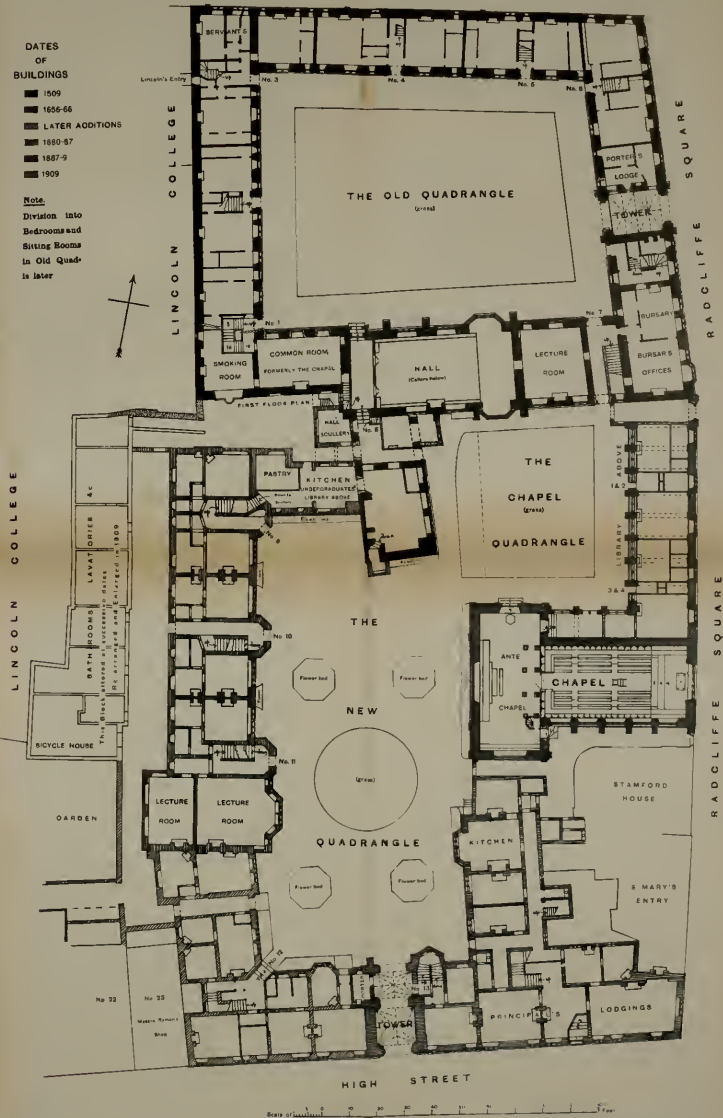 DATES
OF
BUILDINGS
1509
1656-66
LATER ADDITIONS
1880-87
1887-9
1909
Note.
Division into
Bedrooms and
Sitting Rooms
in Old Quad-
is later
SERVANTS
Lincoln's Entry
No. 3
No. 4
No. 5
No. 6
LINCOLN COLLEGE
THE OLD QUADRANGLE
(grass)
PORTER'S
LODGE
TOWER
RADCLIFFE SQUARE
No. 1
No. 7
BURSARY
BURSAR'S
OFFICES
SMOKING
ROOM
COMMON ROOM
FORMERLY THE CHAPEL
HALL
(Cellars below)
LECTURE
ROOM
FIRST FLOOR PLAN
HALL
SCULLERY
No. 8
PASTRY
KITCHEN
UNDERGRADUATES
LIBRARY ABOVE
THE
CHAPEL
(grass)
QUADRANGLE
LIBRARY ABOVE
1 & 2
3 & 4
LINCOLN COLLEGE
&c
LAVATORIES
BATH ROOMS
This Block altered at successive dates
Re arranged and Enlarged in 1909
BICYCLE HOUSE
GARDEN
No. 9
No. 10
No. 11
THE
NEW
QUADRANGLE
Flower bed
Flower bed
(grass)
Flower bed
Flower bed
ANTE
CHAPEL
CHAPEL
RADCLIFFE SQUARE
STAMFORD
HOUSE
LECTURE
ROOM
LECTURE
ROOM
KITCHEN
S MARY'S
ENTRY
No 22
No 23
Shop
No 12
No. 13
TOWER
PRINCIPAL'S
LODGINGS
HIGH STREET
Scale of
Feet